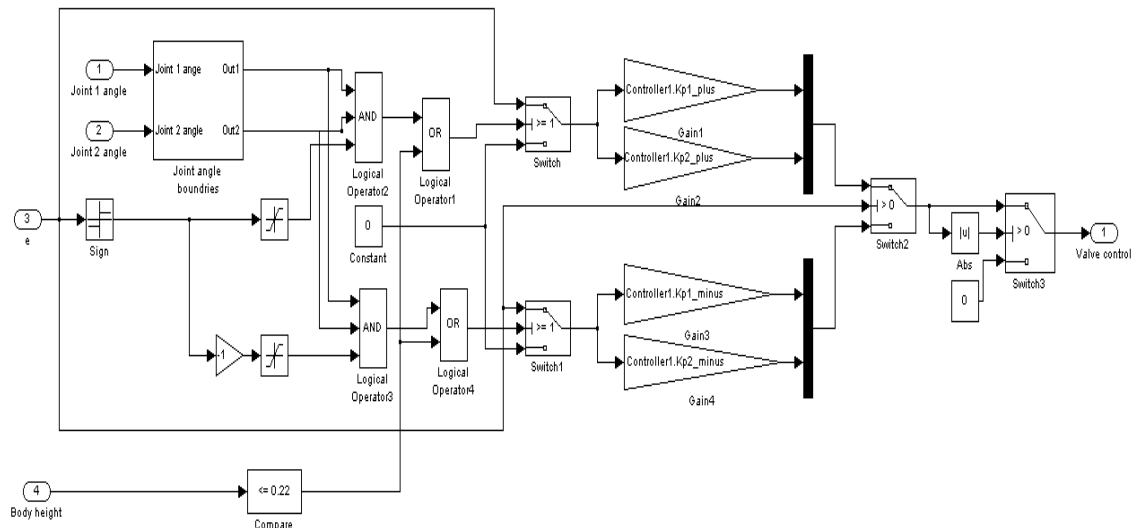 1
Joint 1 angle
2
Joint 2 angle
Joint 1 ange
Out1
Joint 2 angle
Out2
Joint angle
boundries
3
e
Sign
-1
AND
Logical
Operator2
OR
Logical
Operator1
0
Constant
AND
Logical
Operator3
OR
Logical
Operator4
>= 1
Switch
>= 1
Switch1
Controller1.Kp1_plus
Gain1
Controller1.Kp2_plus
Gain2
Controller1.Kp1_minus
Gain3
Controller1.Kp2_minus
Gain4
> 0
Switch2
|u|
Abs
0
> 0
Switch3
1
Valve control
4
Body height
<= 0.22
Compare